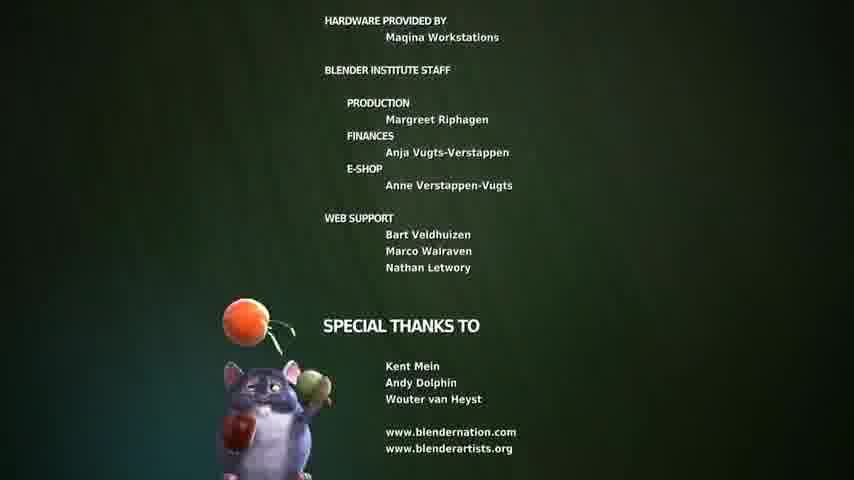 HARDWARE PROVIDED BY
Maqina Workstations
BLENDER INSTITUTE STAFF
PRODUCTION
Margreet Riphagen
FINANCES
Anja Vugts-Verstappen
E-SHOP
Anne Verstappen-Vugts
WEB SUPPORT
Bart Veldhuizen
Marco Walraven
Nathan Letwory
SPECIAL THANKS TO
Kent Mein
Andy Dolphin
Wouter van Heyst
www.blendernation.com
www.blenderartists.org